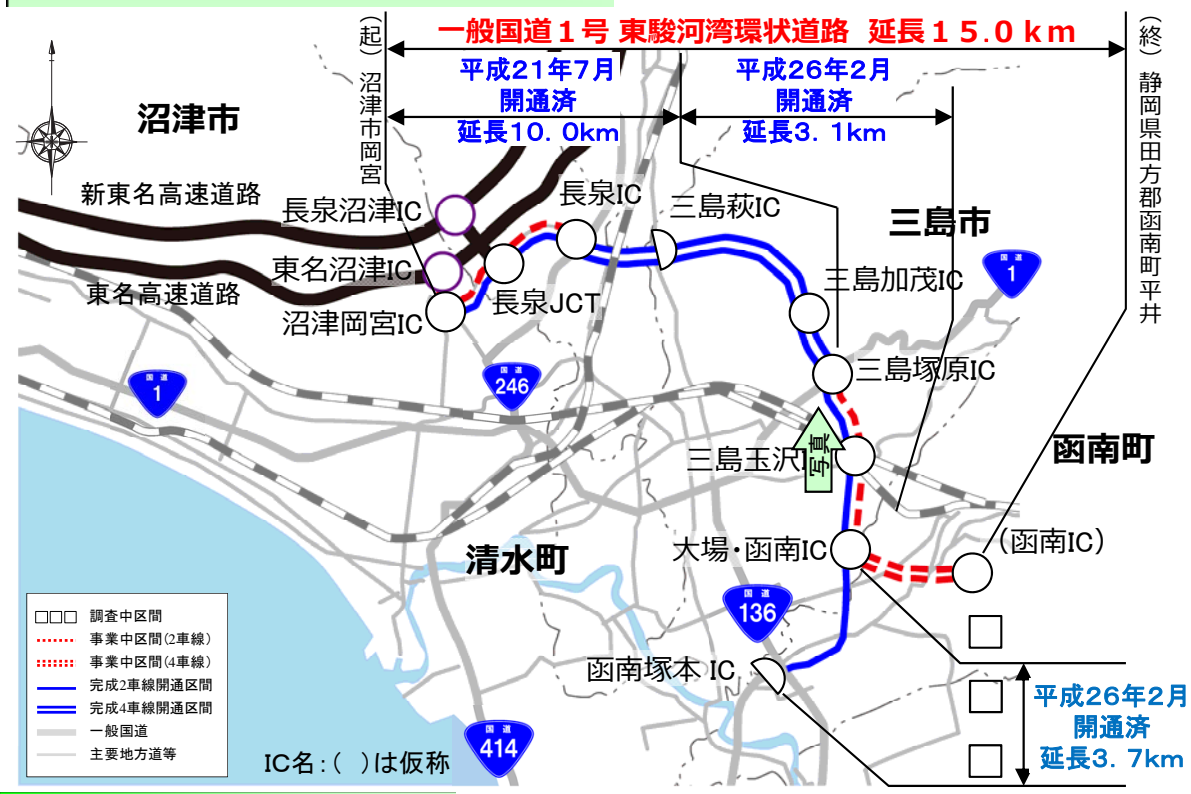 一般国道１号 東駿河湾環状道路 延長１５.０ｋｍ
(起) 沼津市岡宮
(終) 静岡県田方郡函南町平井
平成21年7月
開通済
延長10. 0km
平成26年2月
開通済
延長3. 1km
沼津市
新東名高速道路
長泉沼津IC
長泉IC
三島萩IC
三島市
東名高速道路
東名沼津IC
沼津岡宮IC
長泉JCT
三島加茂IC
国道
1
国道
1
国道
246
三島塚原IC
三島玉沢
写真
函南町
清水町
大場・函南IC
(函南IC)
国道
136
函南塚本 IC
国道
414
調査中区間
事業中区間(2車線)
事業中区間(4車線)
完成2車線開通区間
完成4車線開通区間
一般国道
主要地方道等
IC名:( )は仮称
平成26年2月
開通済
延長3. 7km